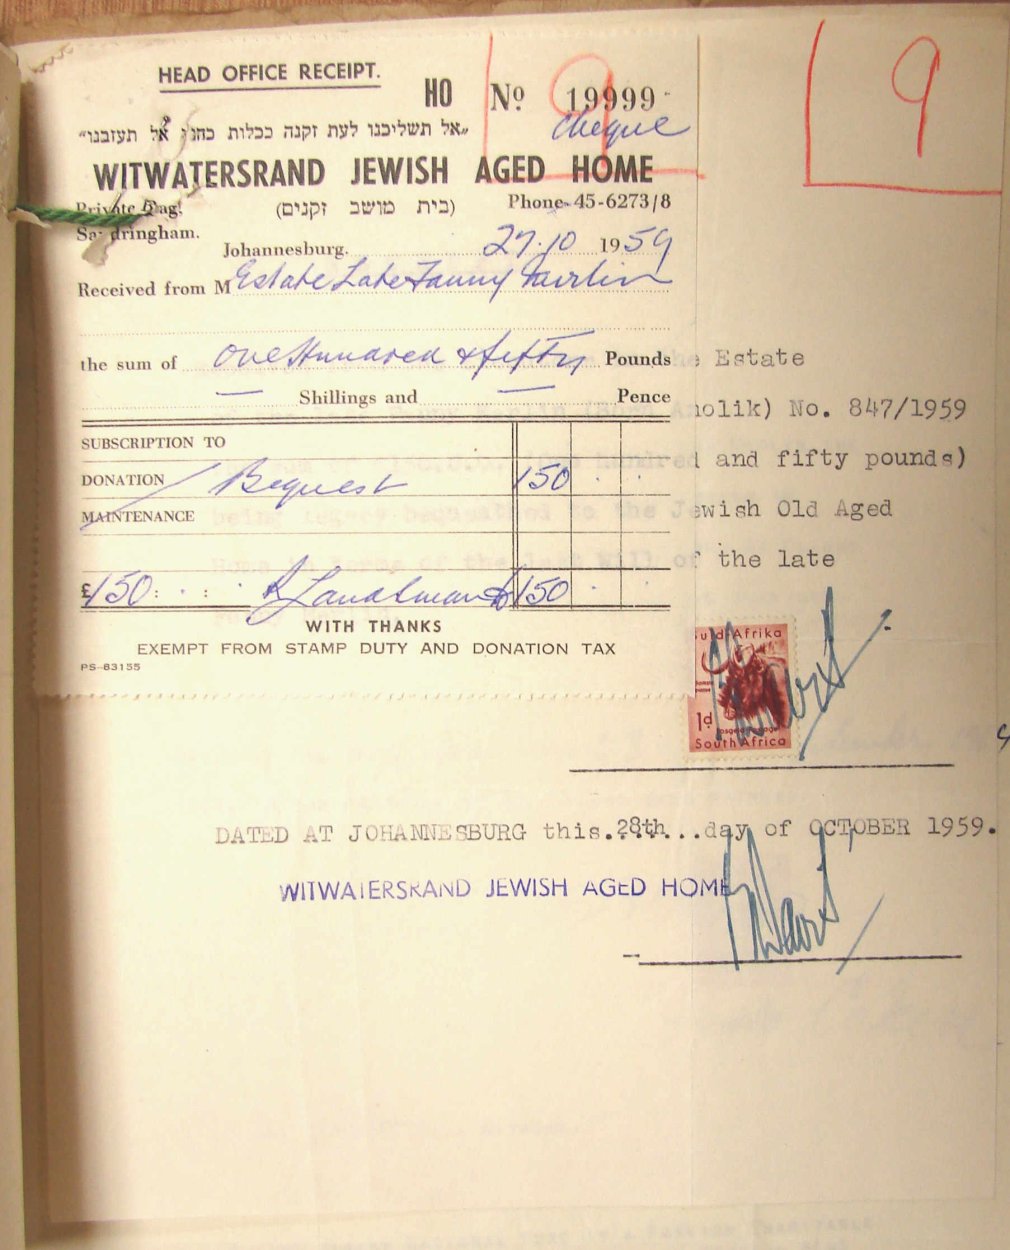 HEAD OFFICE RECEIPT.
HO No 19999
9
9
cheque
"אל תשליכנו לעת זקנה ככלות כחנו אל תעזבנו"
WITWATERSRAND JEWISH AGED HOME
Private Bag!
(בית מושב זקנים)
Phone 45-6273/8
Sandringham.
Johannesburg. 27.10 1959
Received from M Estate Late Fanny
the sum of One Hundred & fifty Pounds
— Shillings and — Pence
SUBSCRIPTION TO
DONATION Bequest 150 . .
MAINTENANCE
£150 : . : . 150 . .
WITH THANKS
EXEMPT FROM STAMP DUTY AND DONATION TAX
PS-83155
the Estate
olik) No. 847/1959
and fifty pounds)
ewish Old Aged
of the late
Suid Afrika
1d
Posgeld Postage
South Africa
DATED AT JOHANNESBURG this.28th...day of OCTOBER 1959.
WITWATERSRAND JEWISH AGED HOME